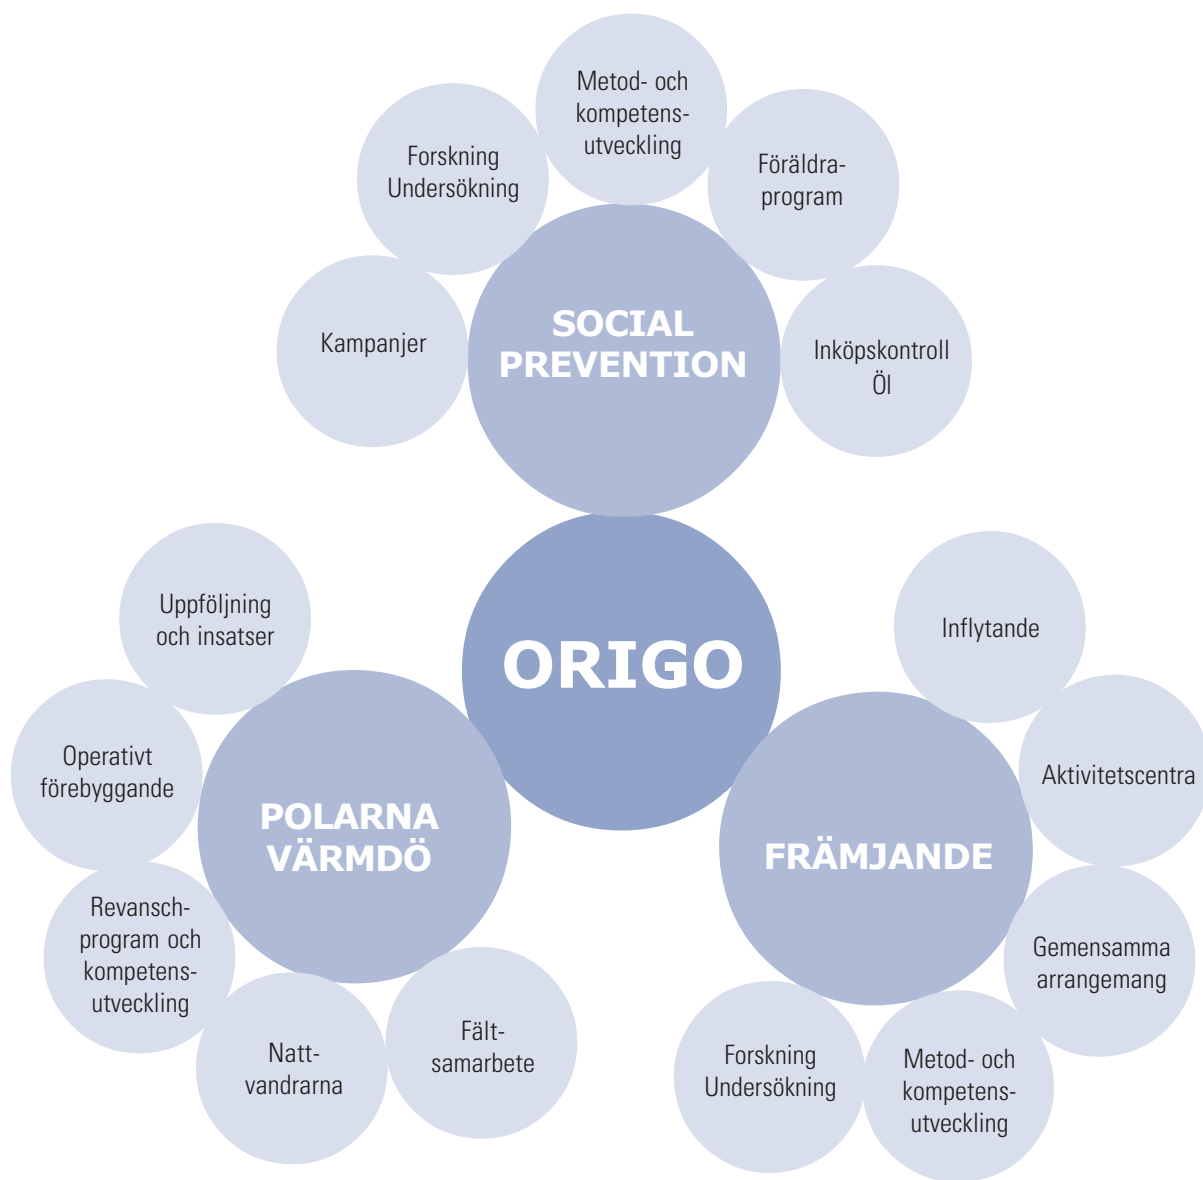 Metod- och
kompetens-
utveckling
Forskning
Undersökning
Föräldra-
program
Kampanjer
SOCIAL
PREVENTION
Inköpskontroll
Öl
ORIGO
Uppföljning
och insatser
Operativt
förebyggande
POLARNA
VÄRMDÖ
Revansch-
program och
kompetens-
utveckling
Natt-
vandrarna
Fält-
samarbete
Inflytande
Aktivitetscentra
FRÄMJANDE
Gemensamma
arrangemang
Metod- och
kompetens-
utveckling
Forskning
Undersökning